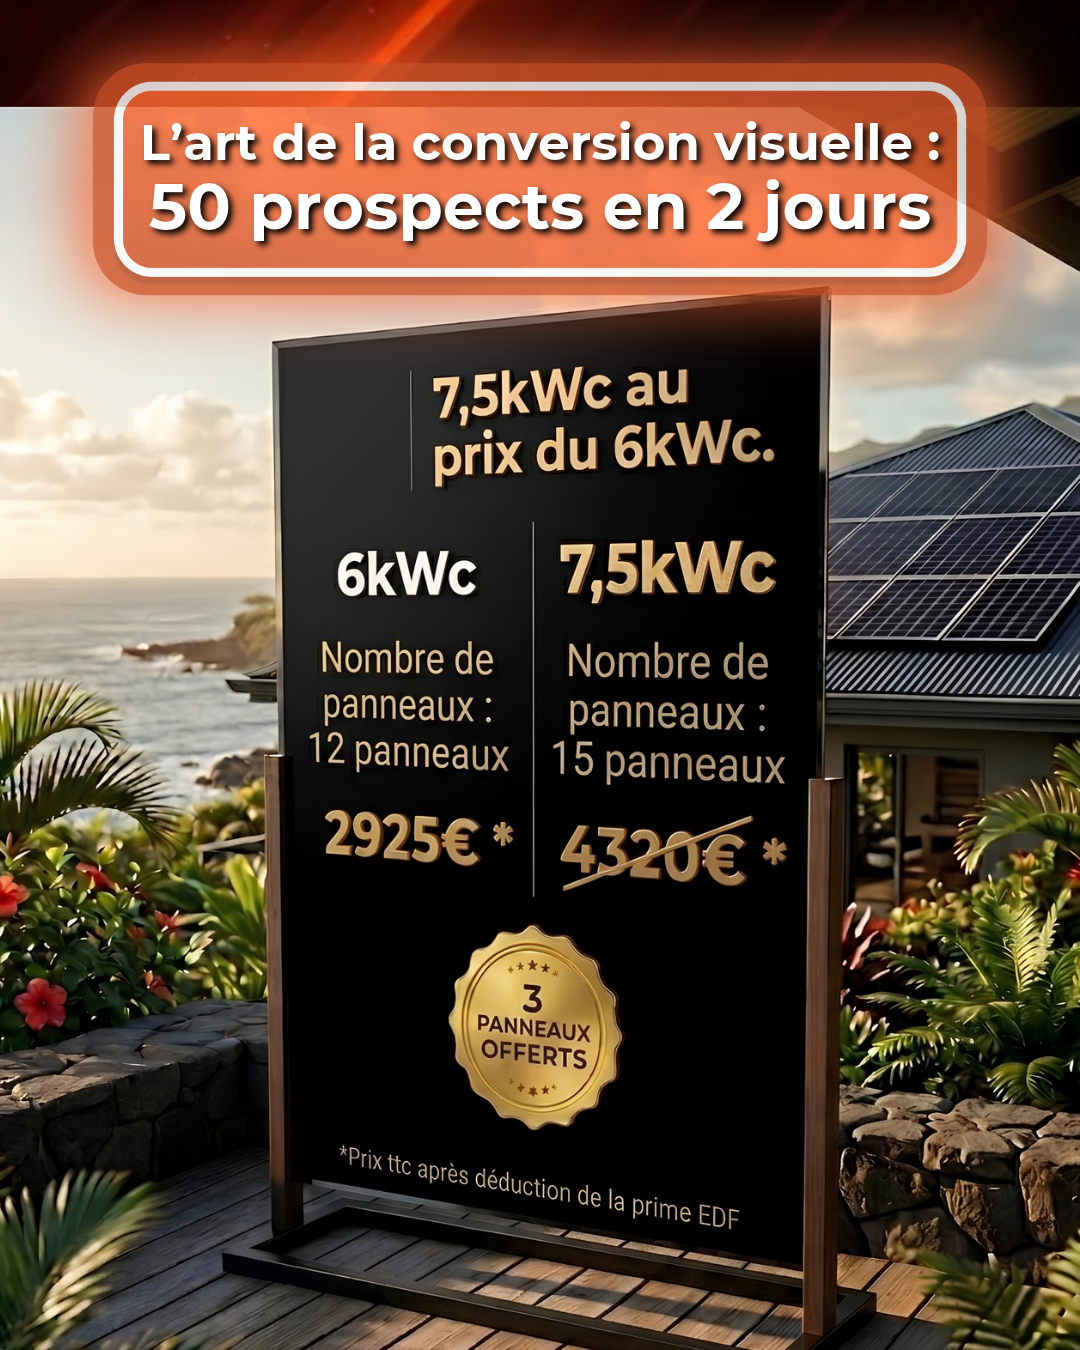 L’art de la conversion visuelle :
50 prospects en 2 jours
7,5kWc au
prix du 6kWc.
6kWc
Nombre de
panneaux :
12 panneaux
2925€ *
7,5kWc
Nombre de
panneaux :
15 panneaux
4320€ *
3
PANNEAUX
OFFERTS
*Prix ttc après déduction de la prime EDF